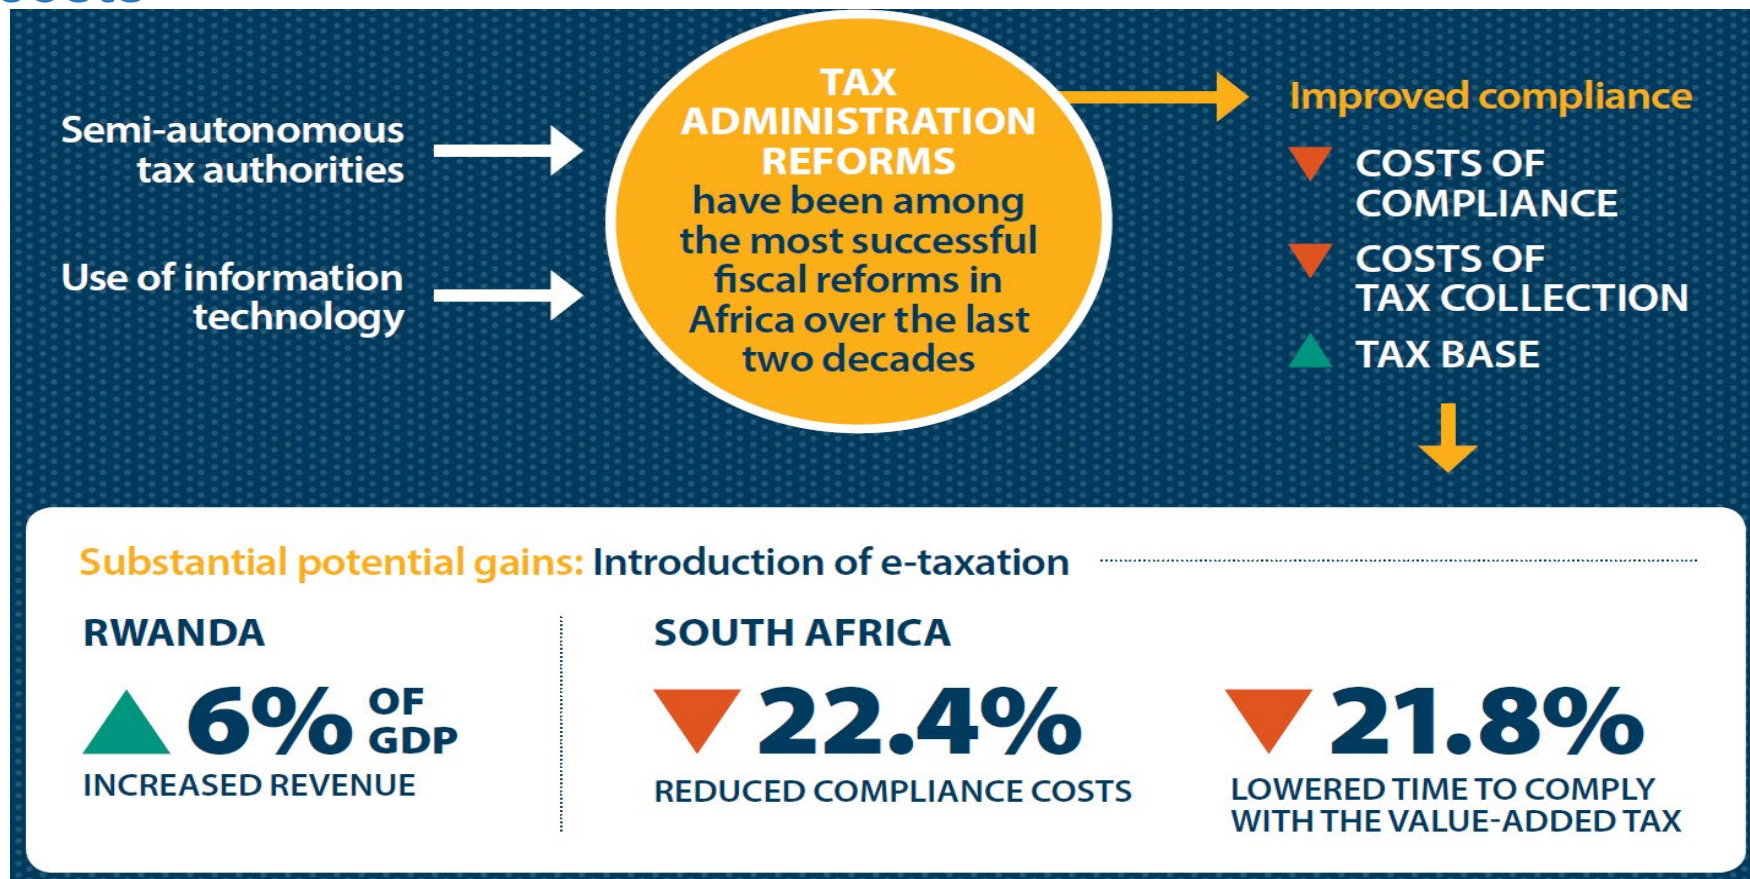 costs
Semi-autonomous
tax authorities
Use of information
technology
TAX
ADMINISTRATION
REFORMS
have been among
the most successful
fiscal reforms in
Africa over the last
two decades
Improved compliance
COSTS OF
COMPLIANCE
COSTS OF
TAX COLLECTION
TAX BASE
Substantial potential gains: Introduction of e-taxation
RWANDA
6% OF
GDP
INCREASED REVENUE
SOUTH AFRICA
22.4%
REDUCED COMPLIANCE COSTS
21.8%
LOWERED TIME TO COMPLY
WITH THE VALUE-ADDED TAX